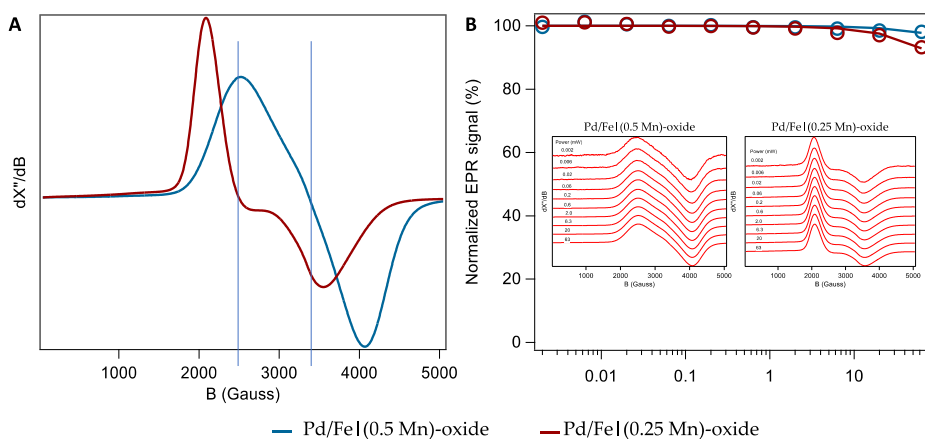 A
dX"/dB
1000 2000 3000 4000 5000
B (Gauss)
B
Normalized EPR signal (%)
100
80
60
40
20
0
0.01 0.1 1 10
Pd/Fe|(0.5 Mn)-oxide
Power (mW)
0.002
0.006
0.02
0.06
0.2
0.6
2.0
6.3
20
63
dX"/dB
1000 2000 3000 4000 5000
B (Gauss)
Pd/Fe|(0.25 Mn)-oxide
Power (mW)
0.002
0.006
0.02
0.06
0.2
0.6
2.0
6.3
20
63
dX"/dB
1000 2000 3000 4000 5000
B (Gauss)
Pd/Fe|(0.5 Mn)-oxide
Pd/Fe|(0.25 Mn)-oxide